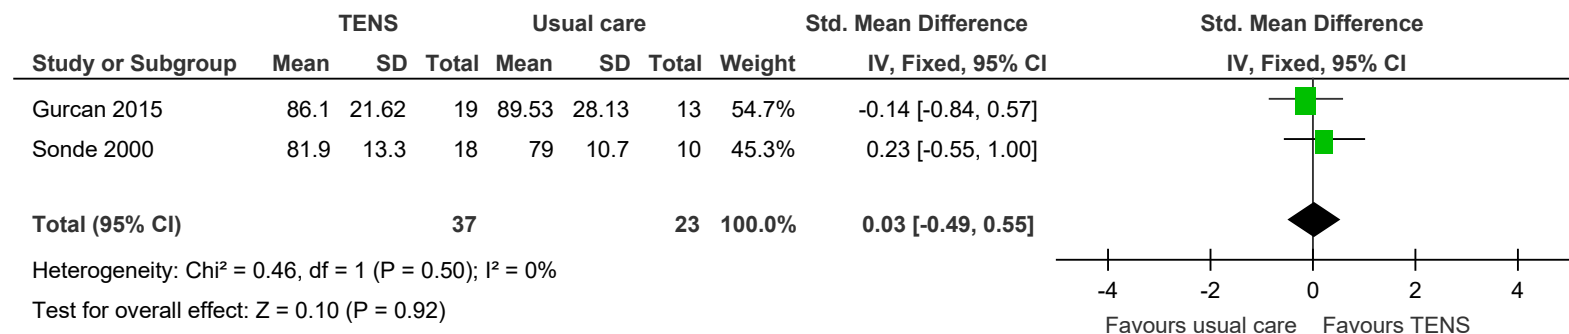 TENS Usual care Std. Mean Difference Std. Mean Difference
Study or Subgroup Mean SD Total Mean SD Total Weight IV, Fixed, 95% CI IV, Fixed, 95% CI
Gurcan 2015 86.1 21.62 19 89.53 28.13 13 54.7% -0.14 [-0.84, 0.57]
Sonde 2000 81.9 13.3 18 79 10.7 10 45.3% 0.23 [-0.55, 1.00]
Total (95% CI) 37 23 100.0% 0.03 [-0.49, 0.55]
Heterogeneity: Chi² = 0.46, df = 1 (P = 0.50); I² = 0%
Test for overall effect: Z = 0.10 (P = 0.92)
-4 -2 0 2 4
Favours usual care Favours TENS